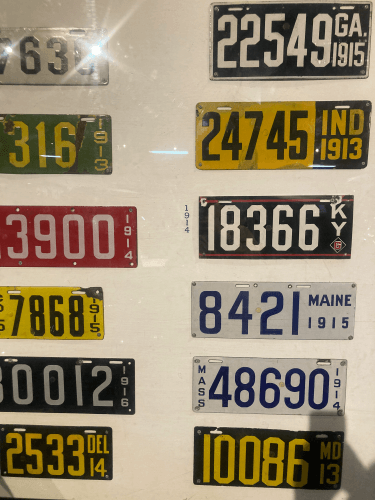 7630
22549 GA. 1915
316 1913
24745 IND 1913
3900 1914
1914
18366 KY
8421 MAINE 1915
7868 1915
MASS 48690 1914
0012 1916
2533 DEL 14
10086 MD 13